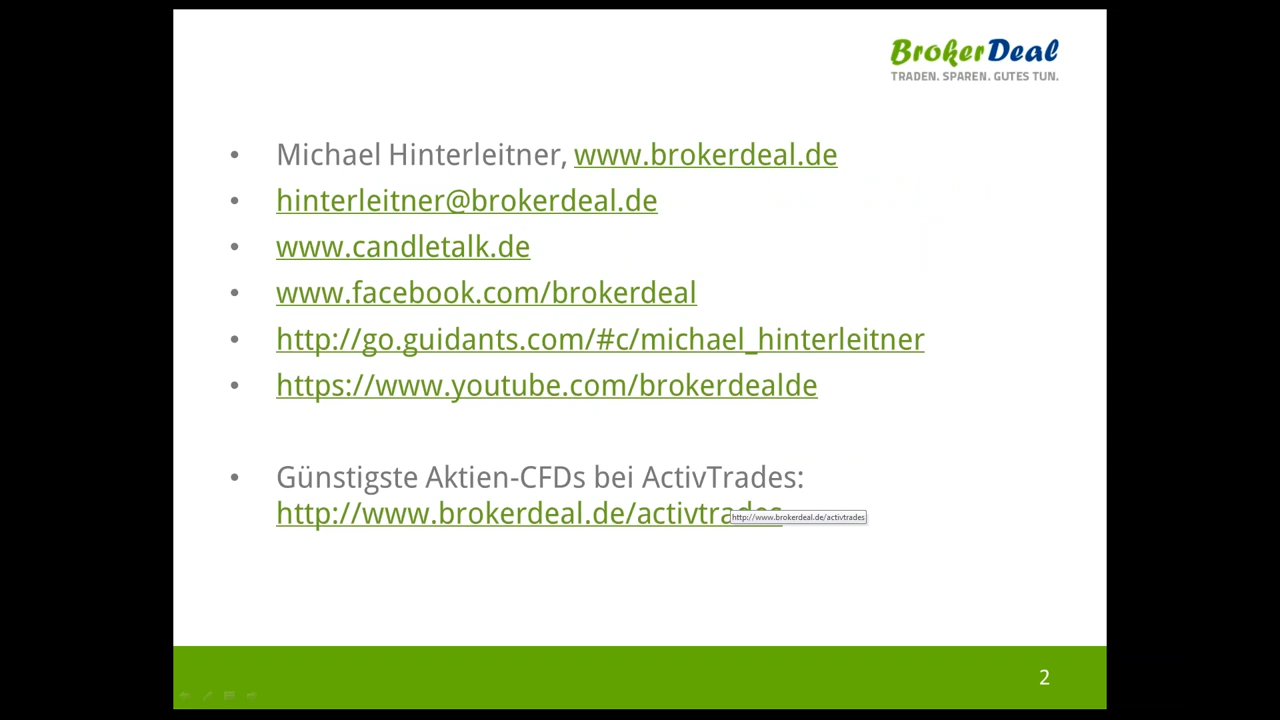 BrokerDeal
TRADEN. SPAREN. GUTES TUN.
• Michael Hinterleitner, www.brokerdeal.de
• hinterleitner@brokerdeal.de
• www.candletalk.de
• www.facebook.com/brokerdeal
• http://go.guidants.com/#c/michael_hinterleitner
• https://www.youtube.com/brokerdealde
• Günstigste Aktien-CFDs bei ActivTrades:
http://www.brokerdeal.de/activtrades
http://www.brokerdeal.de/activtrades
2